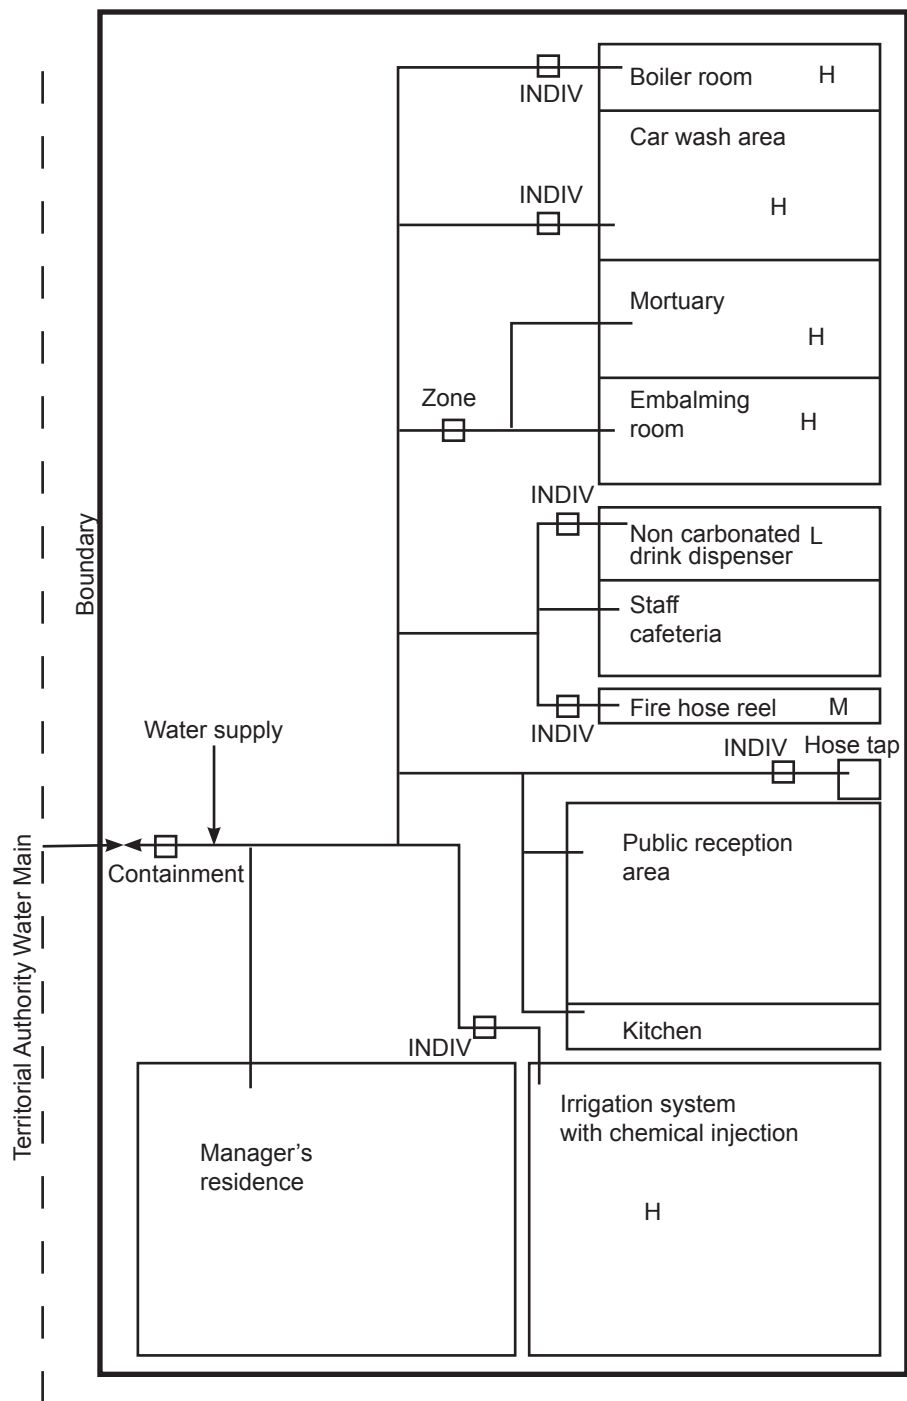 INDIV
Boiler room H
Car wash area
INDIV
H
Mortuary
H
Zone
Embalming
room
H
INDIV
Non carbonated L
drink dispenser
Staff
cafeteria
INDIV
Fire hose reel M
Boundary
Water supply
INDIV
Hose tap
Containment
Public reception
area
Kitchen
Territorial Authority Water Main
INDIV
Manager's
residence
Irrigation system
with chemical injection
H